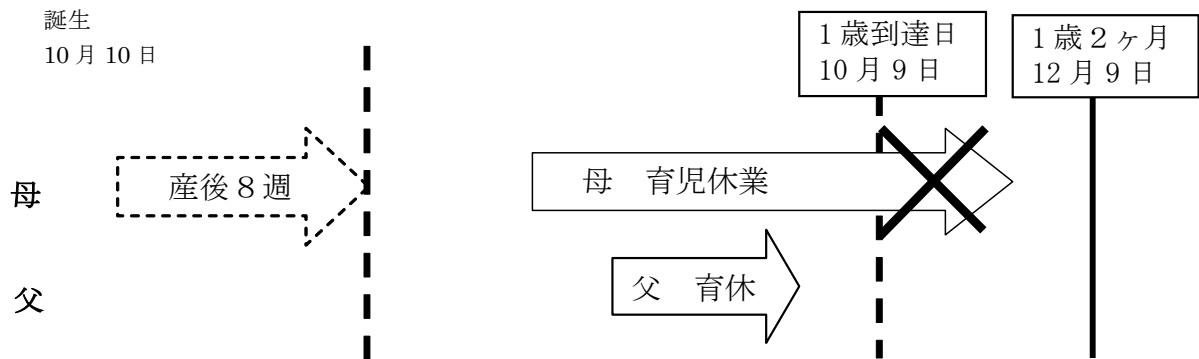 誕生
10月10日
1歳到達日
10月9日
1歳2ヶ月
12月9日
母
産後8週
母 育児休業
父
父 育休